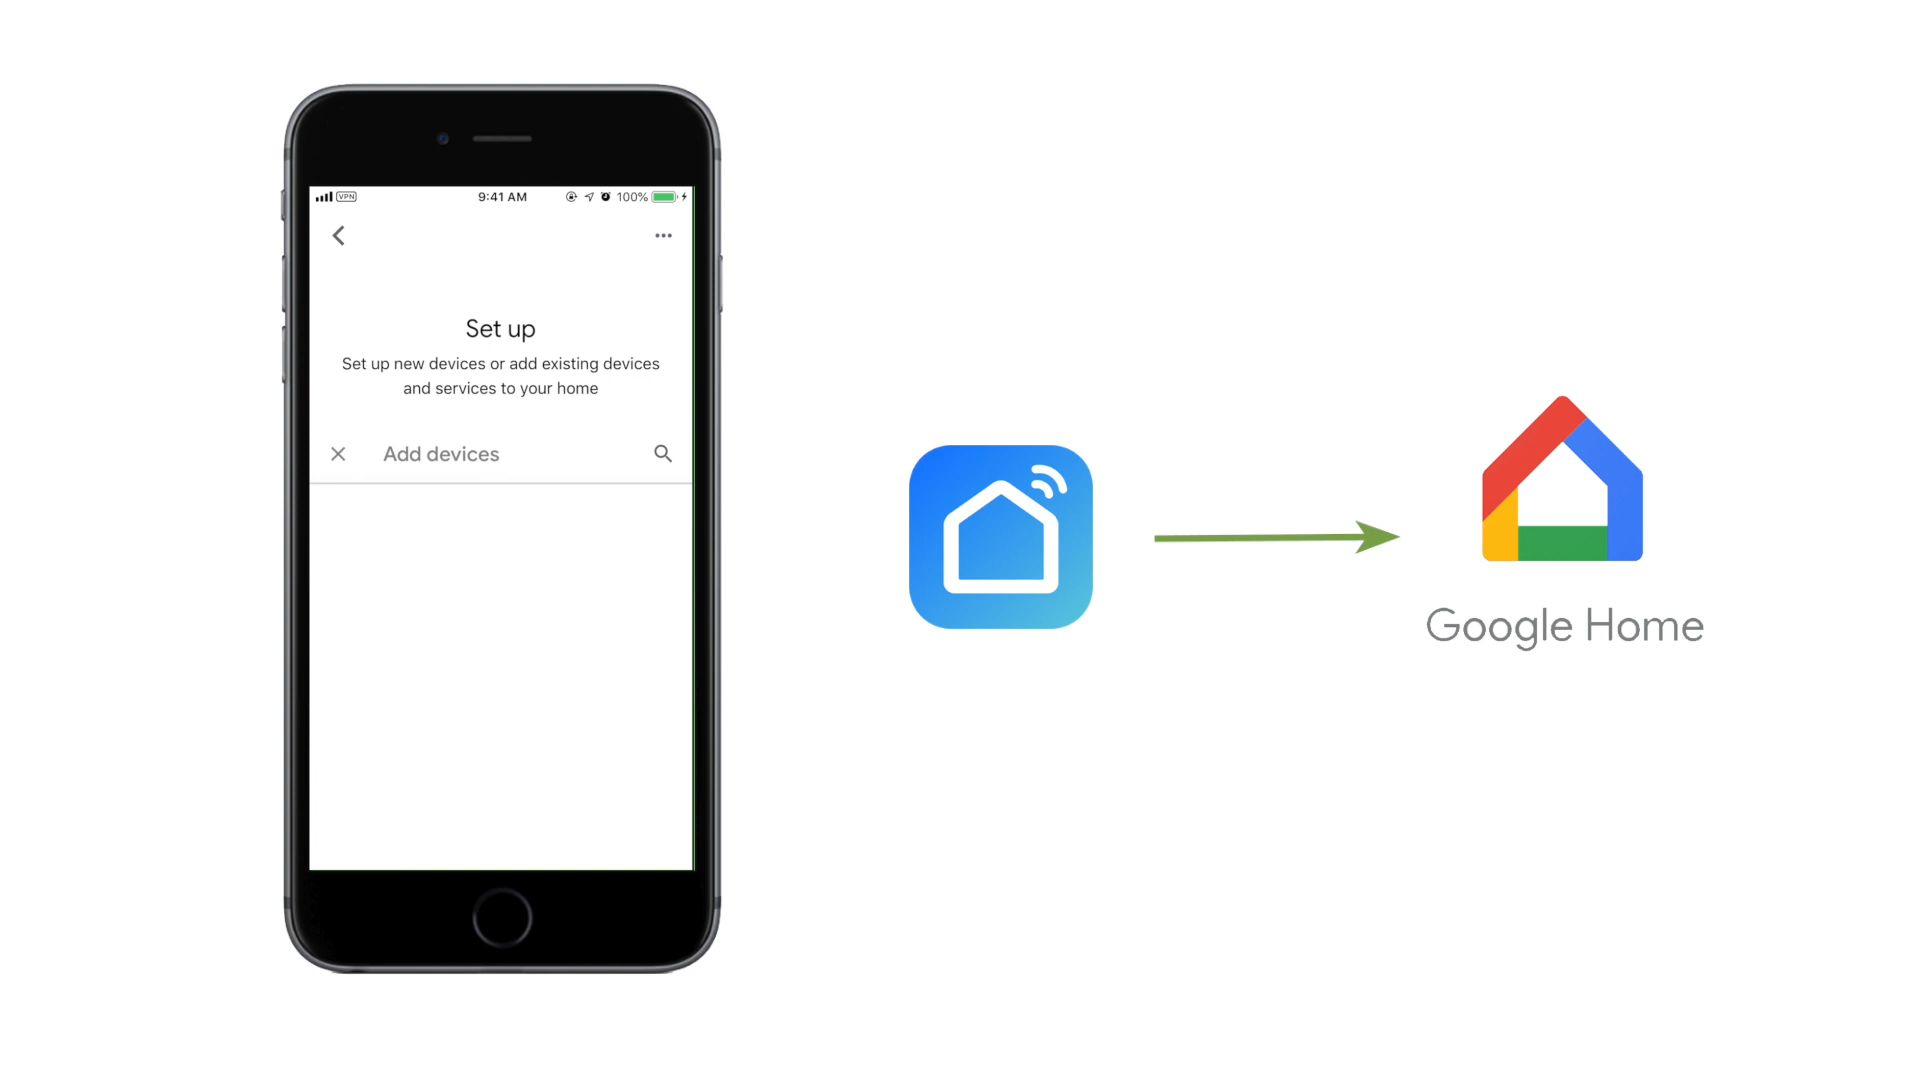 VPN
9:41 AM
100%
Set up
Set up new devices or add existing devices
and services to your home
Add devices
Google Home